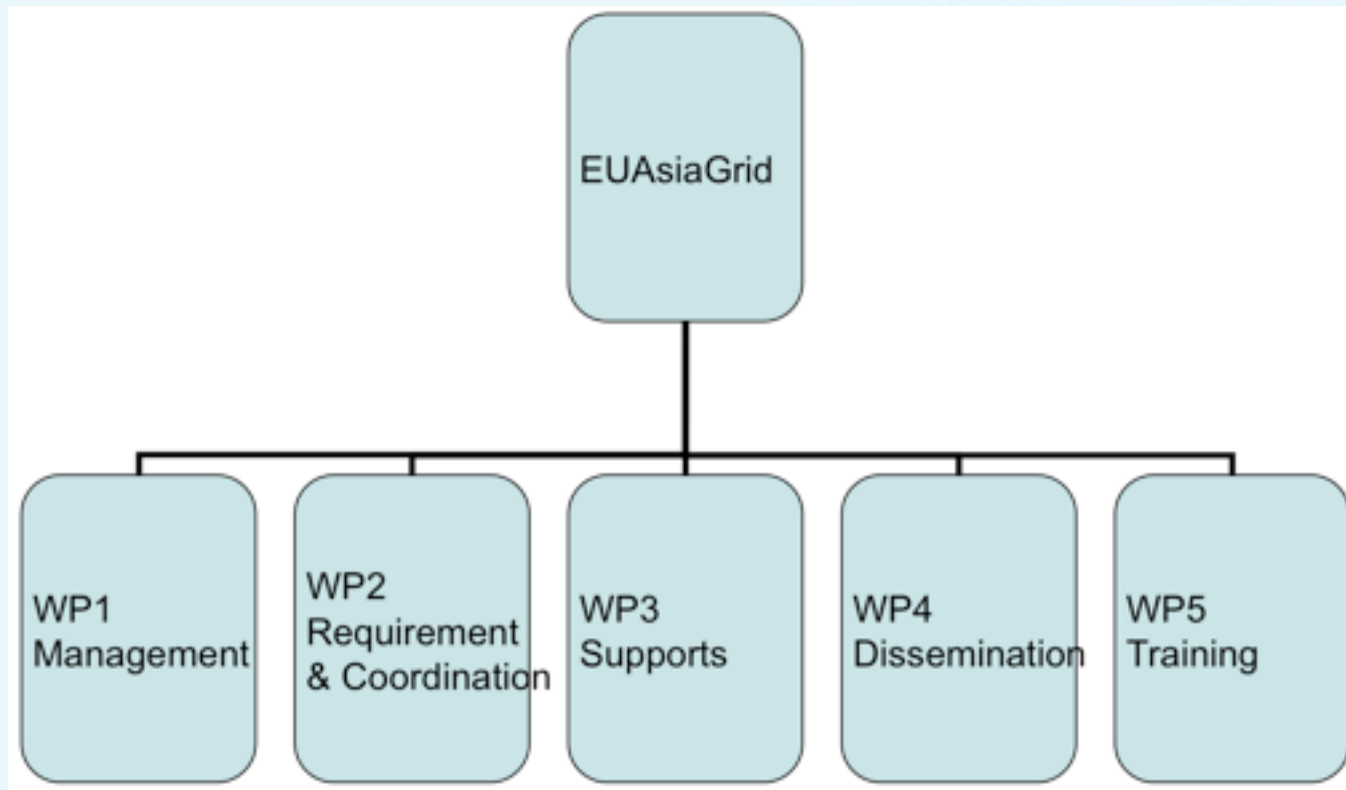 EUAsiaGrid
WP1
Management
WP2
Requirement
& Coordination
WP3
Supports
WP4
Dissemination
WP5
Training